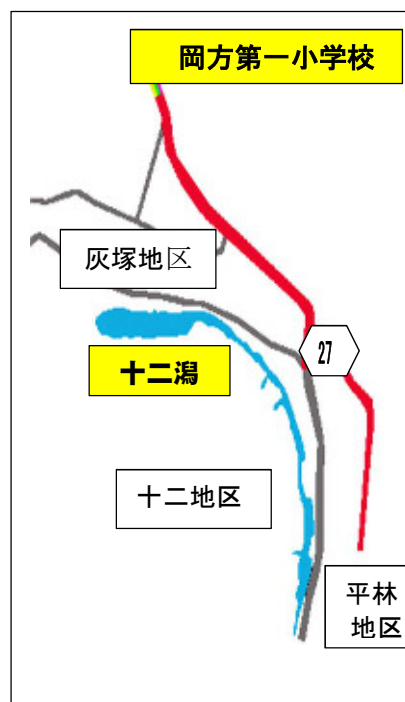 岡方第一小学校
灰塚地区
27
十二潟
十二地区
平林
地区